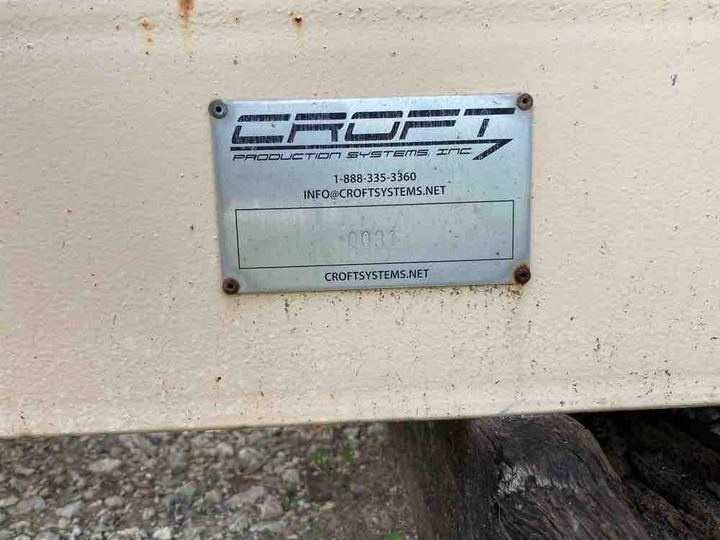 CROFT
PRODUCTION SYSTEMS, INC.
1-888-335-3360
INFO@CROFTSYSTEMS.NET
0031
CROFTSYSTEMS.NET